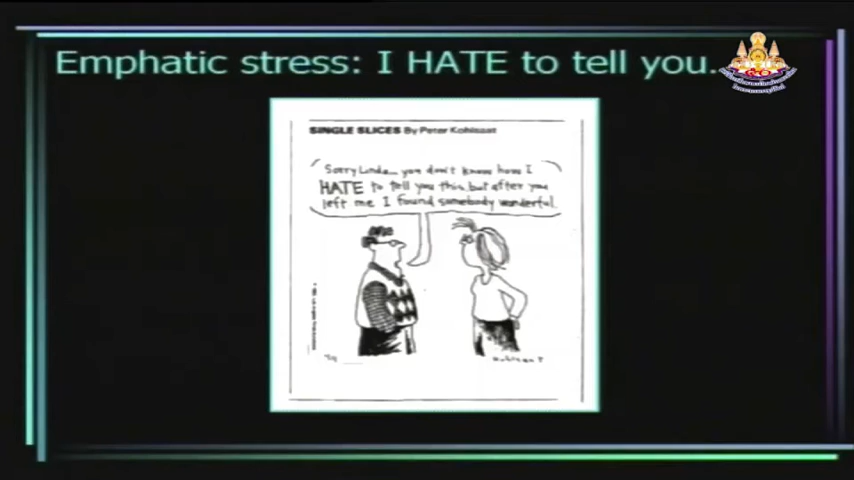 Emphatic stress: I HATE to tell you..
SINGLE SLICES By Peter Kohlsaat
Sorry Linda... you don't know how I
HATE to tell you this, but after you
left me I found somebody wonderful.